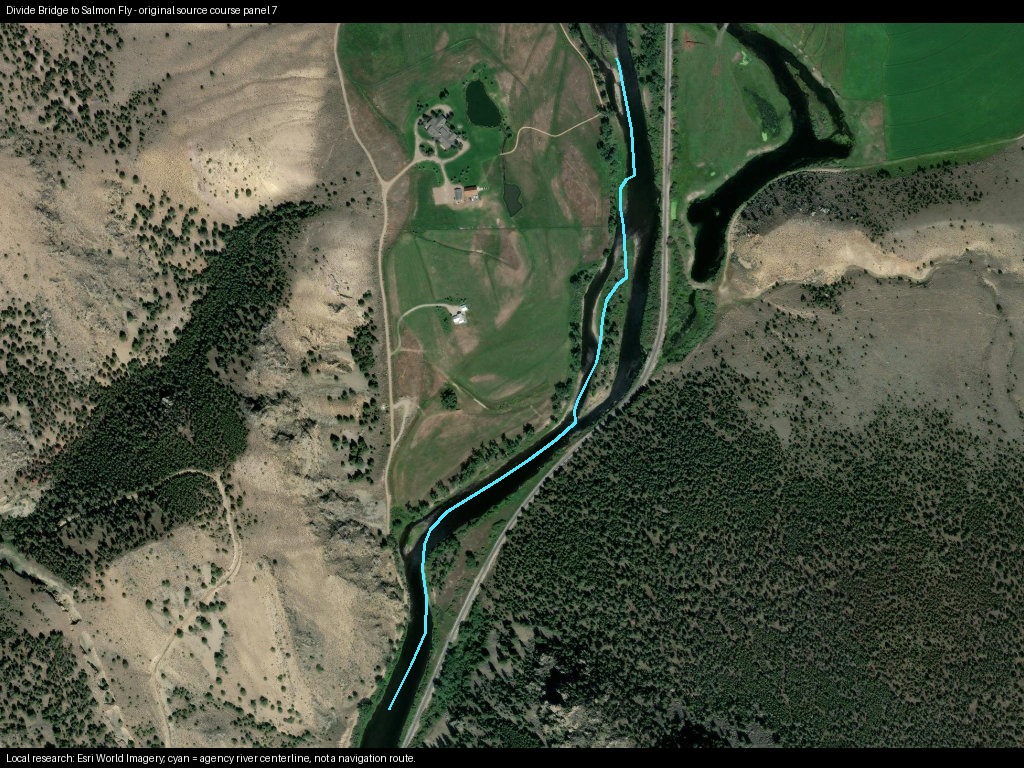 Divide Bridge to Salmon Fly - original source course panel 7
Local research: Esri World Imagery; cyan = agency river centerline, not a navigation route.